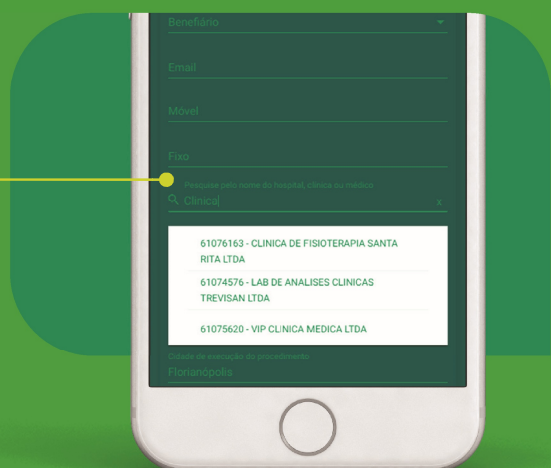 Benefiário
Email
Móvel
Fixo
Pesquise pelo nome do hospital, clínica ou médico
Clinica
x
61076163 - CLINICA DE FISIOTERAPIA SANTA
RITA LTDA
61074576 - LAB DE ANALISES CLINICAS
TREVISAN LTDA
61075620 - VIP CLINICA MEDICA LTDA
Cidade de execução do procedimento
Florianópolis